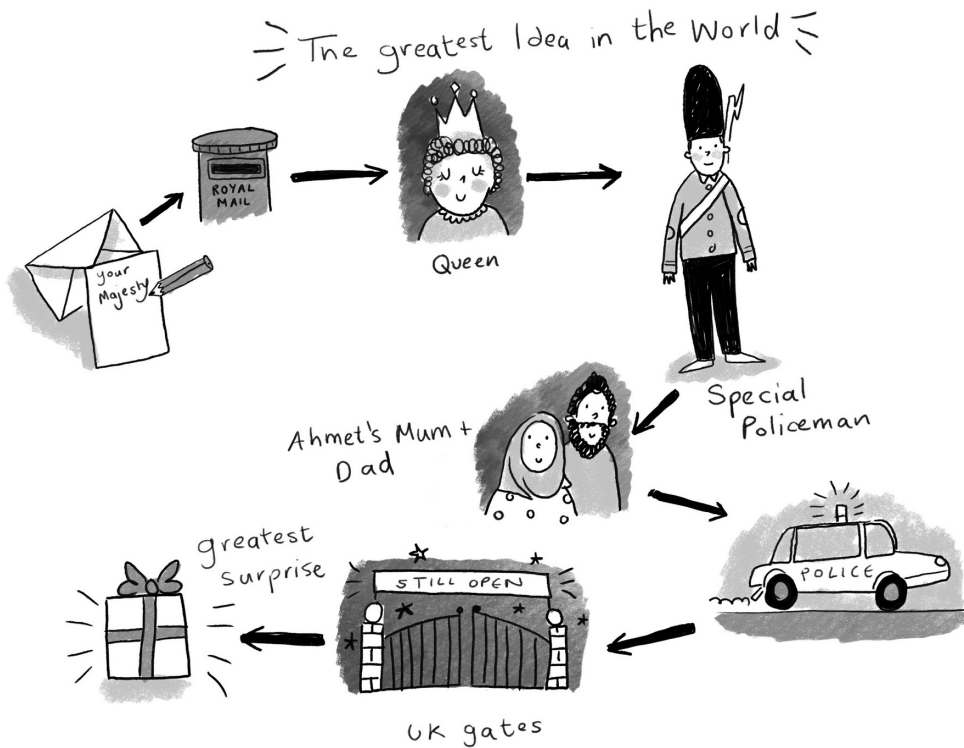 The greatest Idea in the World
ROYAL
MAIL
your
Majesty
Queen
Special
Policeman
Ahmet's Mum +
Dad
POLICE
STILL OPEN
UK gates
greatest
surprise